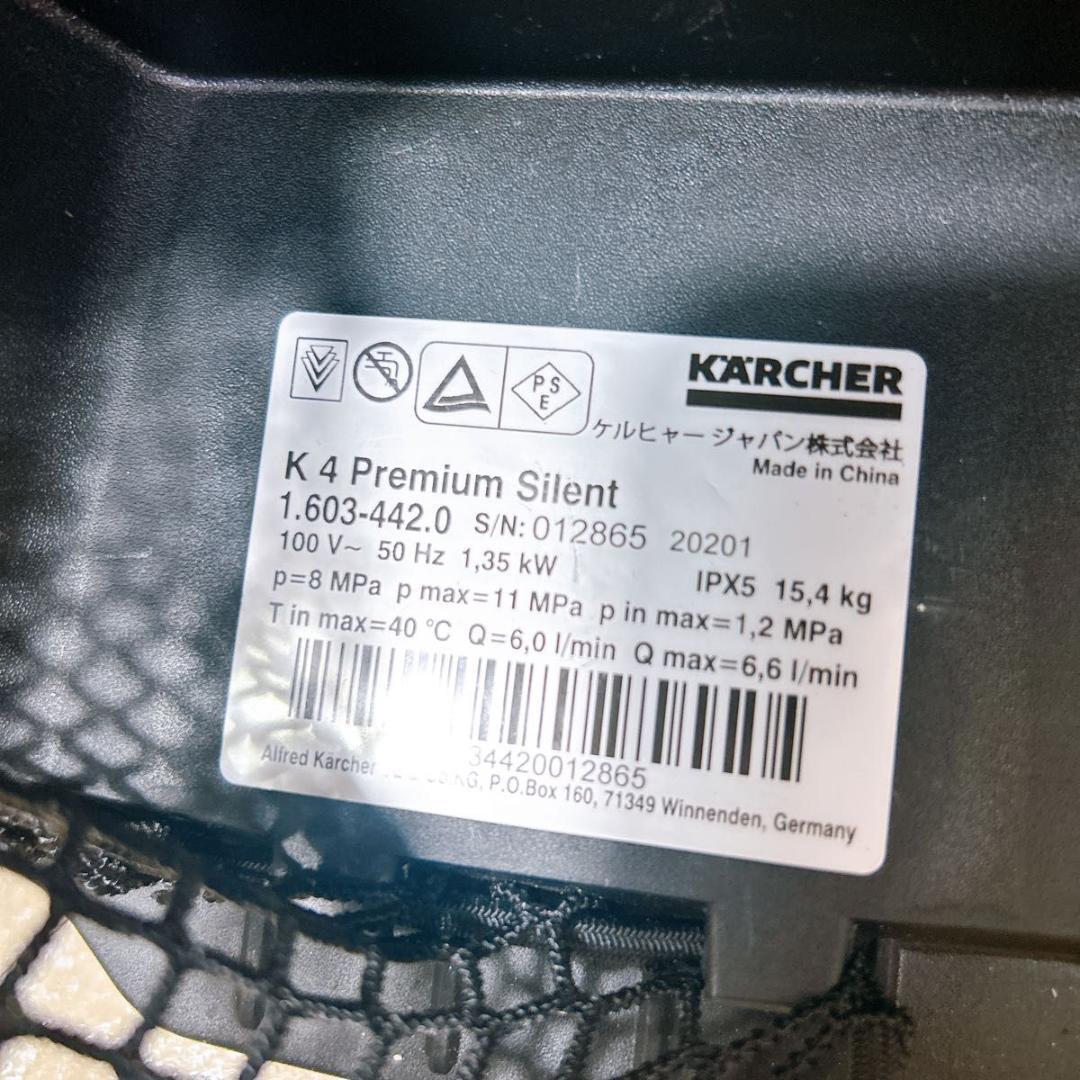 PS
E
KÄRCHER
ケルヒャー ジャパン株式会社
Made in China
K 4 Premium Silent
1.603-442.0 S/N: 012865 20201
100 V~ 50 Hz 1,35 kW
IPX5 15,4 kg
p=8 MPa p max=11 MPa p in max=1,2 MPa
T in max=40 °C Q=6,0 l/min Q max=6,6 l/min
34420012865
Alfred Kärcher KG, P.O.Box 160, 71349 Winnenden, Germany